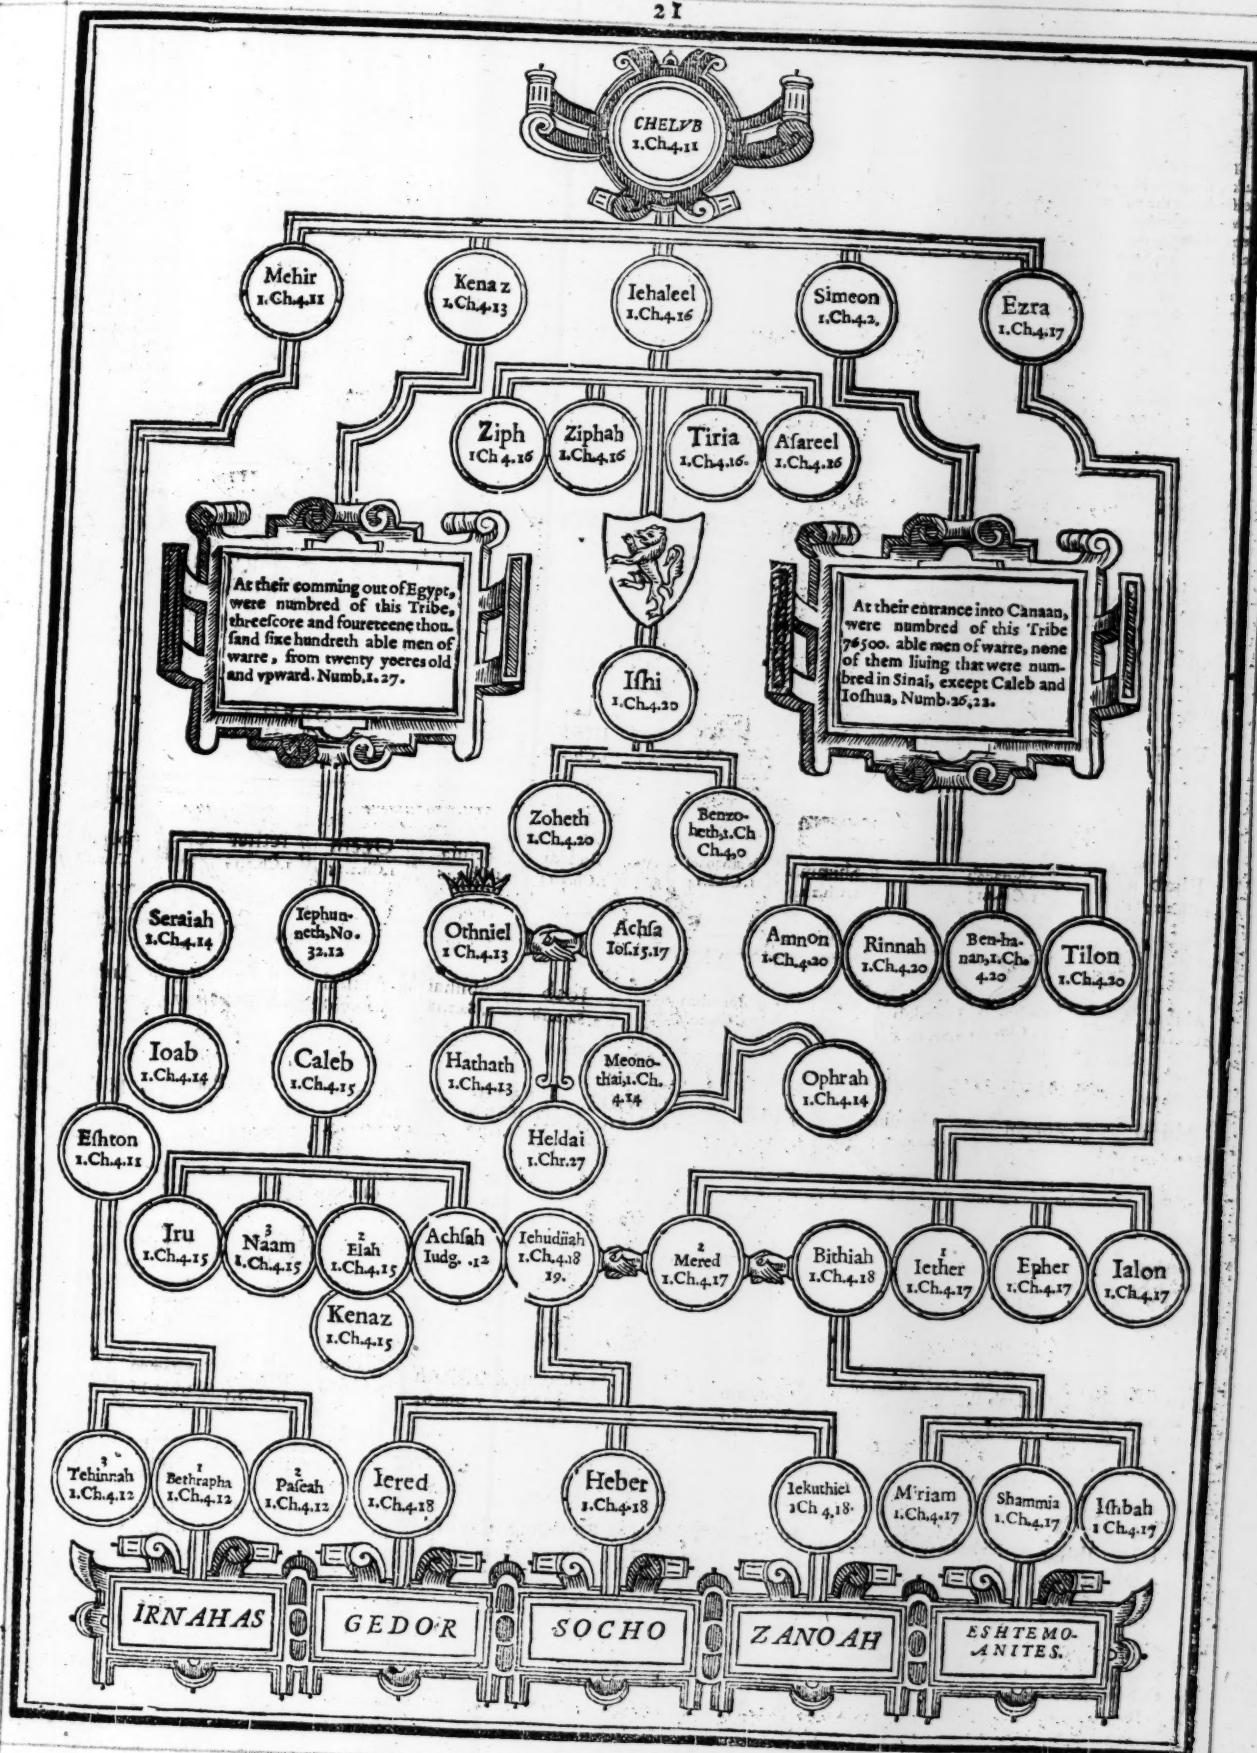 21
CHELVB
1.Ch.4.11
Mehir
1.Ch.4.11
Kenaz
1.Ch.4.13
Iehaleel
1.Ch.4.16
Simeon
1.Ch.4.2.
Ezra
1.Ch.4.17
Ziph
1Ch 4.16
Ziphah
1.Ch.4.16
Tiria
1.Ch.4.16.
Aſareel
1.Ch.4.16
At their comming out of Egypt,
were numbred of this Tribe,
threeſcore and foureteene thou-
ſand ſixe hundreth able men of
warre, from twenty yeeres old
and vpward. Numb.1.27.
At their entrance into Canaan,
were numbred of this Tribe
76500. able men of warre, none
of them liuing that were num-
bred in Sinai, except Caleb and
Ioſhua, Numb.26.22.
Iſhi
1.Ch.4.20
Zoheth
1.Ch.4.20
Benzo-
heth,1.Ch
Ch.4,0
Seraiah
1.Ch.4.14
Iephun-
neth,No.
32.12
Othniel
1 Ch.4.13
Achſa
Ioſ.15.17
Amnon
1.Ch.4.20
Rinnah
1.Ch.4.20
Ben-ha-
nan,1.Ch.
4.20
Tilon
1.Ch.4.20
Ioab
1.Ch.4.14
Caleb
1.Ch.4.15
Hathath
1.Ch.4.13
Meono-
thai,1.Ch.
4.14
Ophrah
1.Ch.4.14
Eſhton
1.Ch.4.11
Heldai
1.Chr.27
Iru
1.Ch.4.15
3
Naam
1.Ch.4.15
2
Elah
1.Ch.4.15
Achſah
Iudg. .12
Iehudiiah
1.Ch.4.18
19.
2
Mered
1.Ch.4.17
Bithiah
1.Ch.4.18
1
Iether
1.Ch.4.17
Epher
1.Ch.4.17
Ialon
1.Ch.4.17
Kenaz
1.Ch.4.15
3
Tehinnah
1.Ch.4.12
1
Bethrapha
1.Ch.4.12
2
Paſeah
1.Ch.4.12
Iered
1.Ch.4.18
Heber
1.Ch.4.18
Iekuthiel
1Ch 4.18.
Miriam
1.Ch.4.17
Shammia
1.Ch.4.17
Iſhbah
1 Ch.4.17
IRNAHAS
GEDOR
SOCHO
ZANOAH
ESHTEMO-
ANITES.